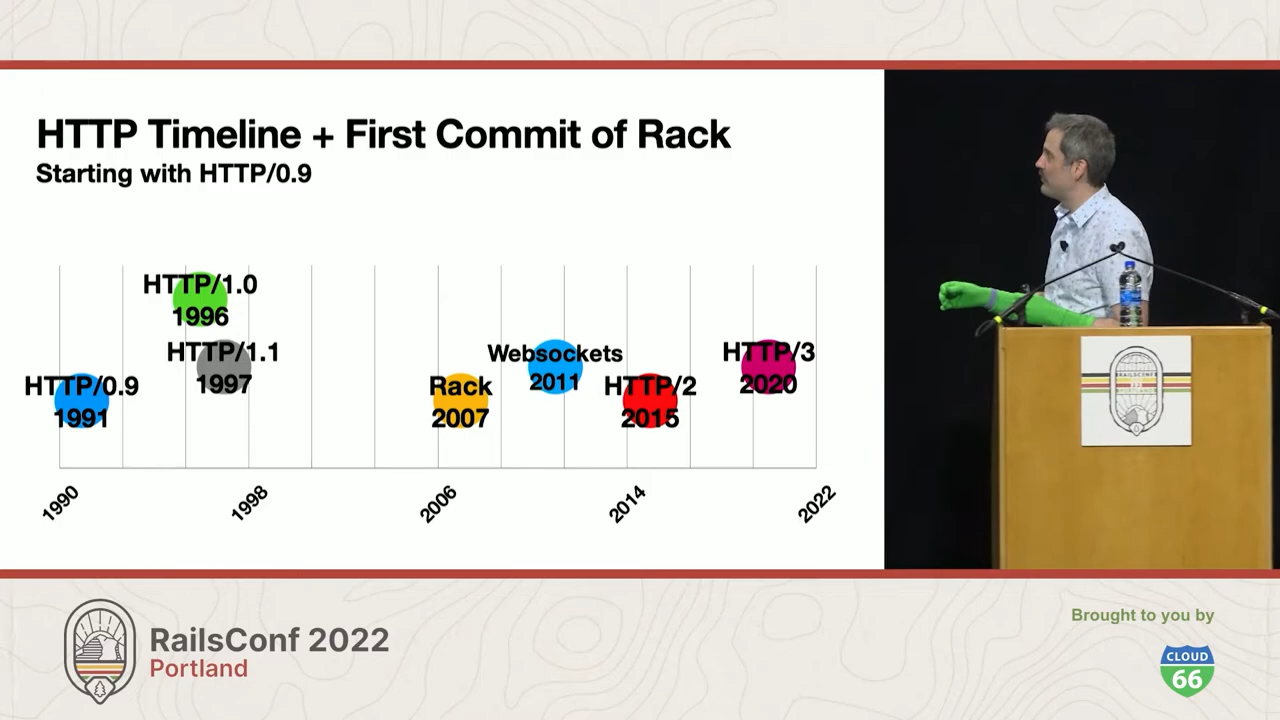 HTTP Timeline + First Commit of Rack
Starting with HTTP/0.9
HTTP/1.0
1996
HTTP/1.1
1997
HTTP/0.9
1991
Rack
2007
Websockets
2011
HTTP/2
2015
HTTP/3
2020
1990
1998
2006
2014
2022
RailsConf 2022
Portland
Brought to you by
CLOUD
66